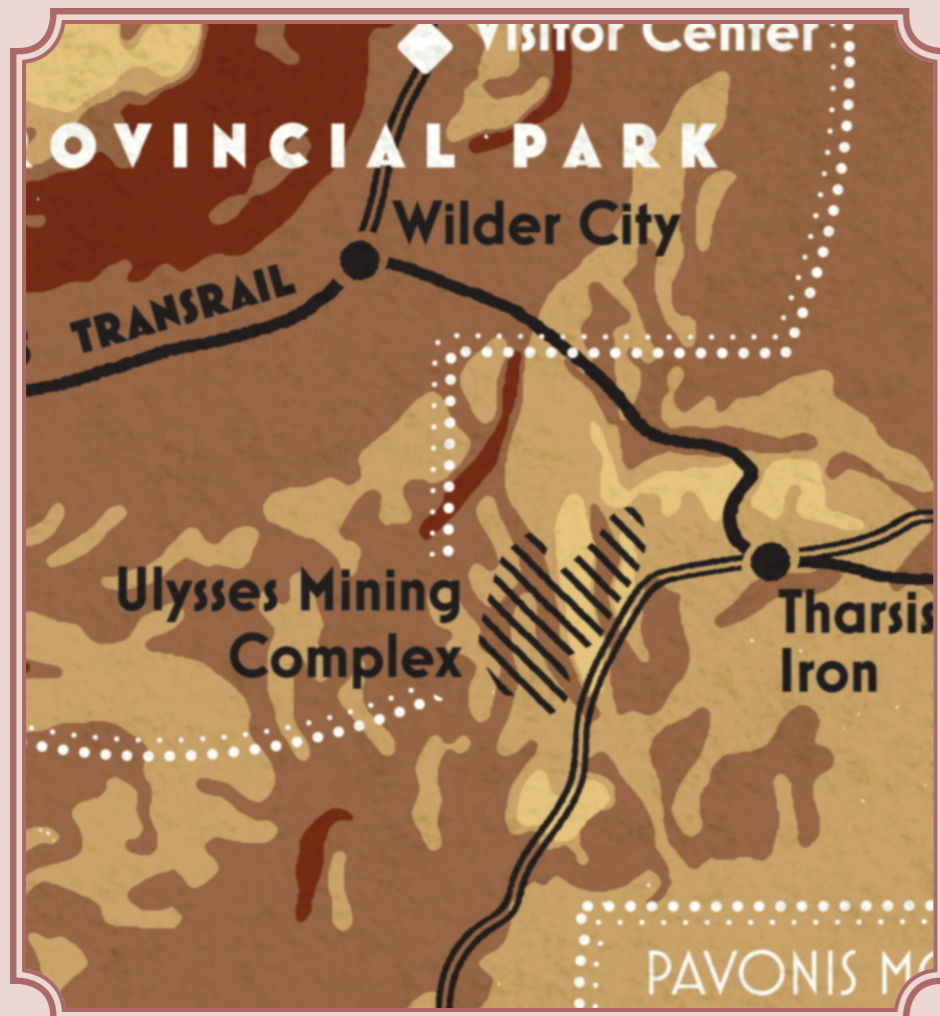 Visitor Center
OVINCIAL PARK
Wilder City
TRANSRAIL
Ulysses Mining
Complex
Tharsis
Iron
PAVONIS